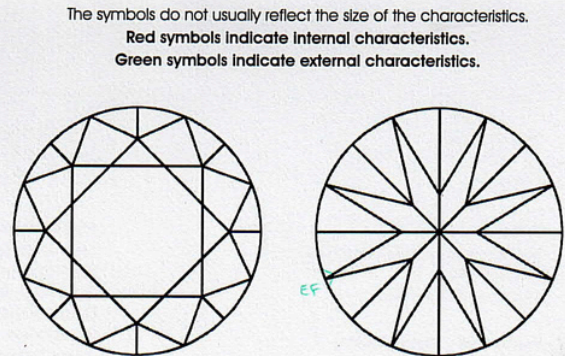 The symbols do not usually reflect the size of the characteristics.
Red symbols indicate internal characteristics.
Green symbols indicate external characteristics.
EF